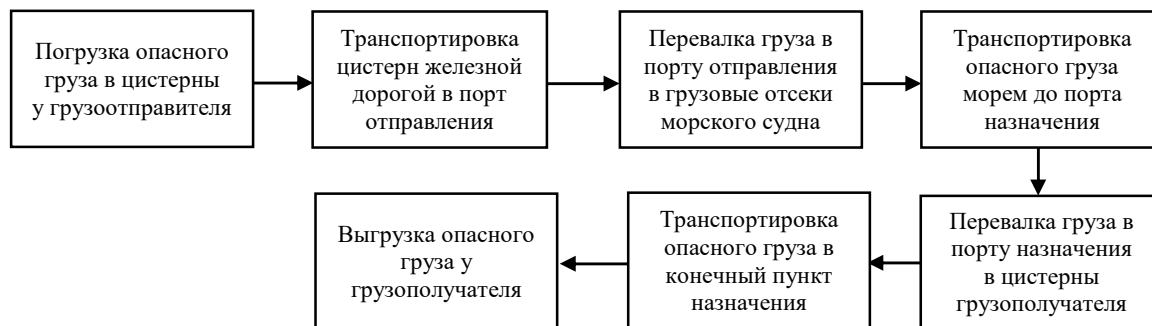 Погрузка опасного
груза в цистерны
у грузоотправителя
Транспортировка
цистерн железной
дорогой в порт
отправления
Перевалка груза в
порту отправления
в грузовые отсеки
морского судна
Транспортировка
опасного груза
морем до порта
назначения
Перевалка груза в
порту назначения
в цистерны
грузополучателя
Транспортировка
опасного груза в
конечный пункт
назначения
Выгрузка опасного
груза у
грузополучателя